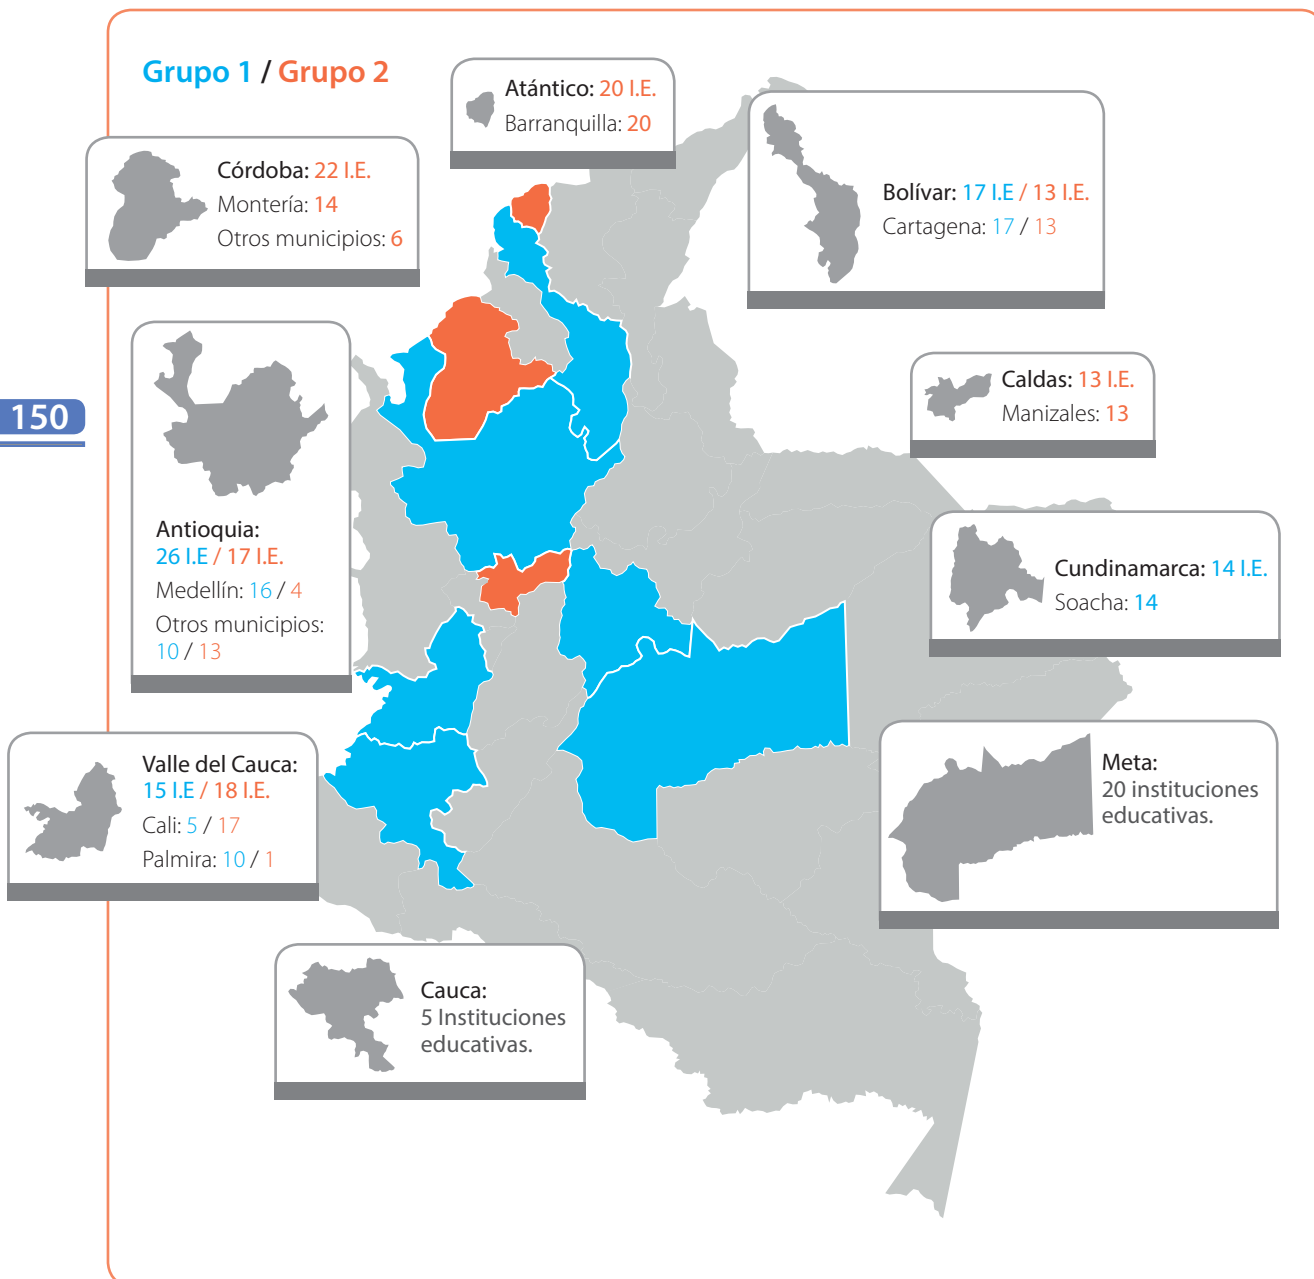 Grupo 1 / Grupo 2
Atántico: 20 I.E.
Barranquilla: 20
Córdoba: 22 I.E.
Montería: 14
Otros municipios: 6
Bolívar: 17 I.E / 13 I.E.
Cartagena: 17 / 13
Caldas: 13 I.E.
Manizales: 13
150
Antioquia:
26 I.E / 17 I.E.
Medellín: 16 / 4
Otros municipios:
10 / 13
Cundinamarca: 14 I.E.
Soacha: 14
Valle del Cauca:
15 I.E / 18 I.E.
Cali: 5 / 17
Palmira: 10 / 1
Meta:
20 instituciones
educativas.
Cauca:
5 Instituciones
educativas.